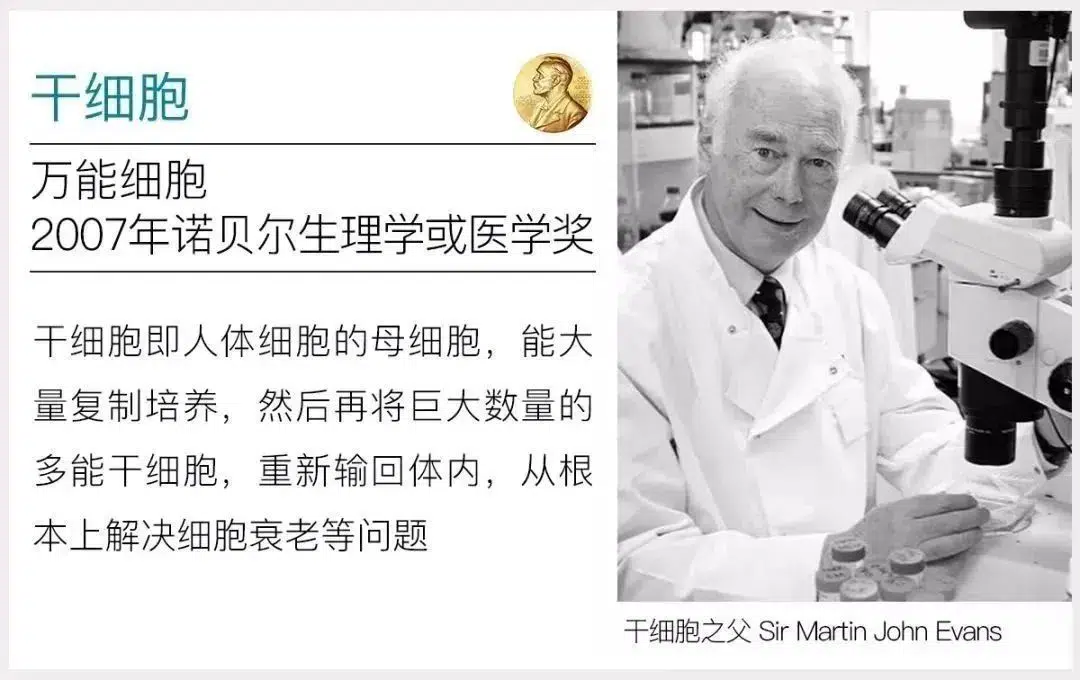 干细胞
万能细胞
2007年诺贝尔生理学或医学奖
干细胞即人体细胞的母细胞，能大
量复制培养，然后再将巨大数量的
多能干细胞，重新输回体内，从根
本上解决细胞衰老等问题
干细胞之父 Sir Martin John Evans